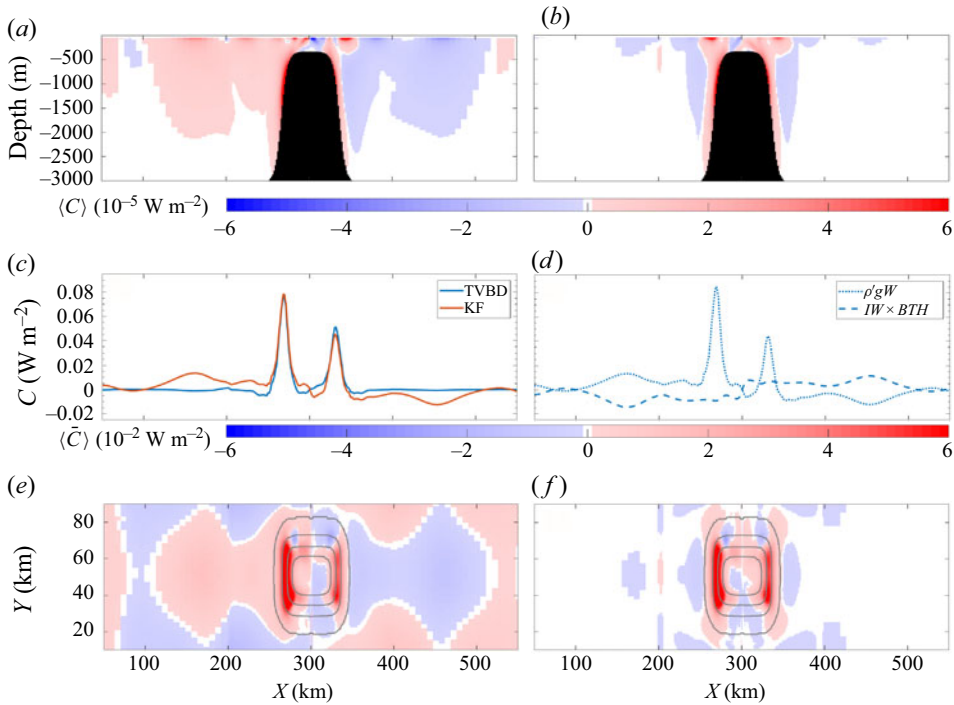 (a) (b)
Depth (m)
−500
−1000
−1500
−2000
−2500
−3000
⟨C⟩ (10⁻⁵ W m⁻²)
−6 −4 −2 0 2 4 6
(c) (d)
C (W m⁻²)
0.08
0.06
0.04
0.02
0
−0.02
TVBD
KF
ρ′gW
IW × BTH
⟨C̄⟩ (10⁻² W m⁻²)
−6 −4 −2 0 2 4 6
(e) (f)
Y (km)
80
60
40
20
100 200 300 400 500
100 200 300 400 500
X (km) X (km)